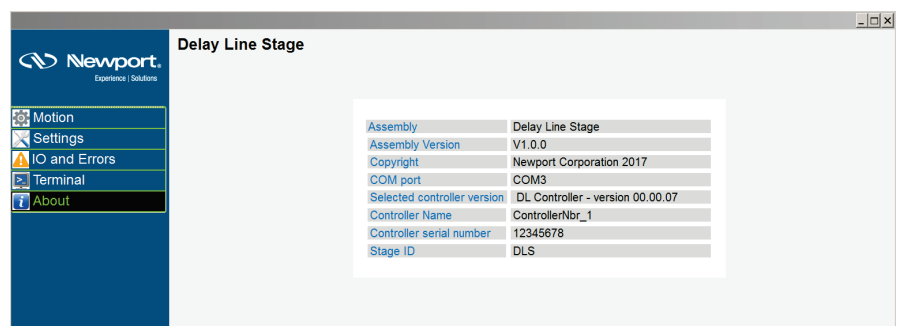 Delay Line Stage
Newport.
Experience | Solutions
Motion
Settings
IO and Errors
Terminal
About
Assembly Delay Line Stage
Assembly Version V1.0.0
Copyright Newport Corporation 2017
COM port COM3
Selected controller version DL Controller - version 00.00.07
Controller Name ControllerNbr_1
Controller serial number 12345678
Stage ID DLS